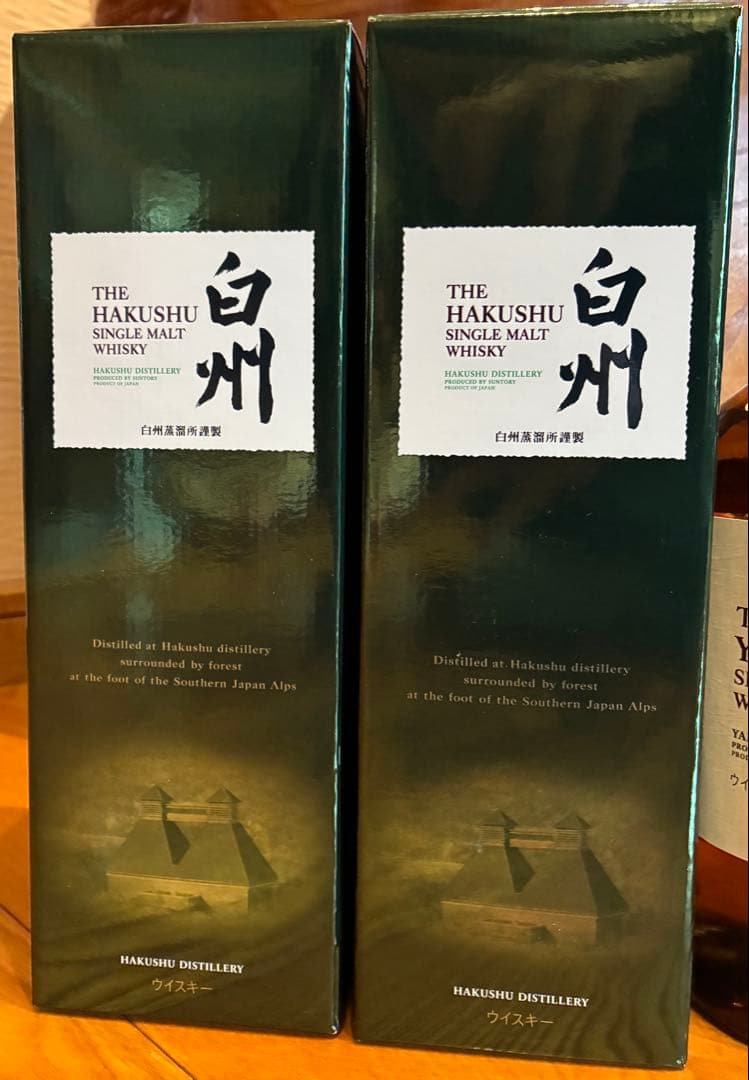 THE
HAKUSHU
SINGLE MALT
WHISKY
HAKUSHU DISTILLERY
PRODUCED BY SUNTORY
PRODUCT OF JAPAN
白州
白州蒸溜所謹製
Distilled at Hakushu distillery
surrounded by forest
at the foot of the Southern Japan Alps
HAKUSHU DISTILLERY
ウイスキー
THE
HAKUSHU
SINGLE MALT
WHISKY
HAKUSHU DISTILLERY
PRODUCED BY SUNTORY
PRODUCT OF JAPAN
白州
白州蒸溜所謹製
Distilled at Hakushu distillery
surrounded by forest
at the foot of the Southern Japan Alps
HAKUSHU DISTILLERY
ウイスキー